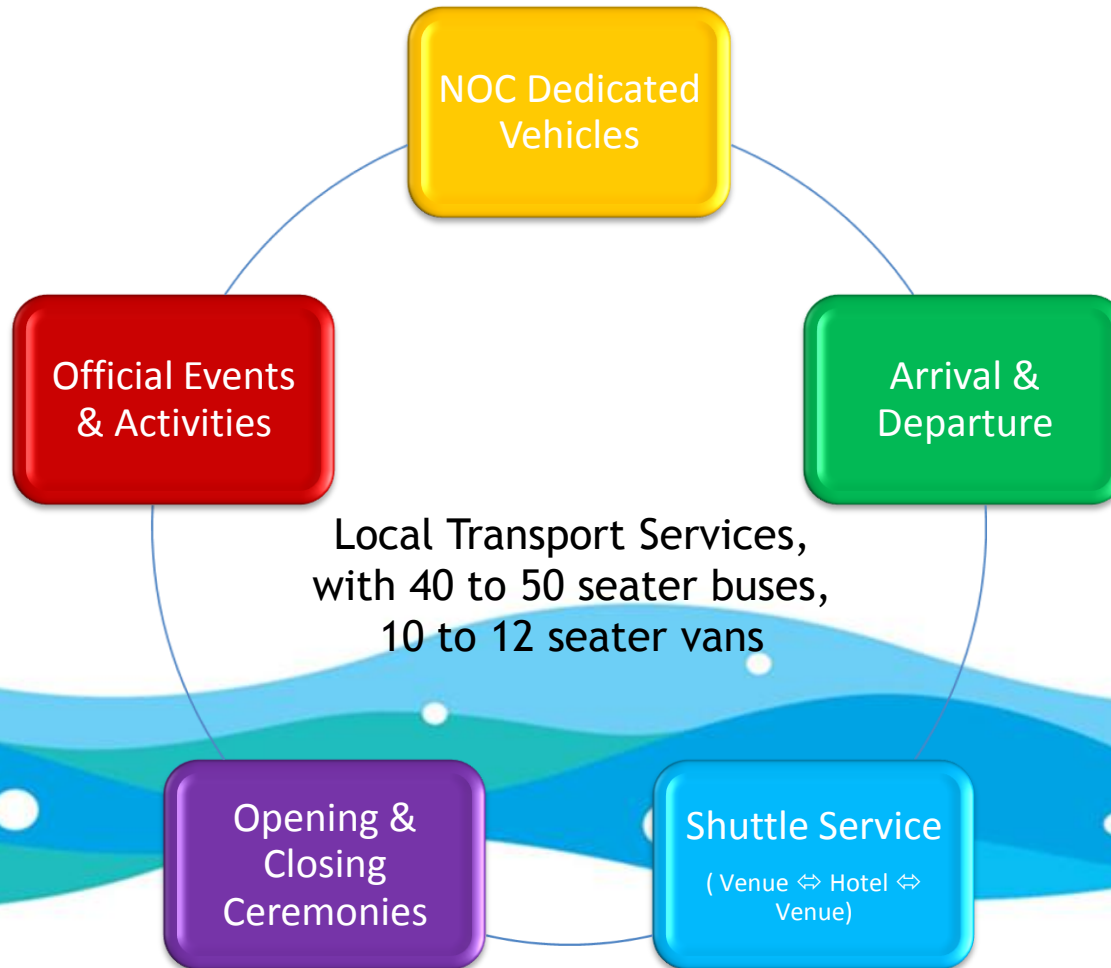 NOC Dedicated
Vehicles
Official Events
& Activities
Arrival &
Departure
Local Transport Services,
with 40 to 50 seater buses,
10 to 12 seater vans
Opening &
Closing
Ceremonies
Shuttle Service
( Venue ⬄ Hotel ⬄
Venue)